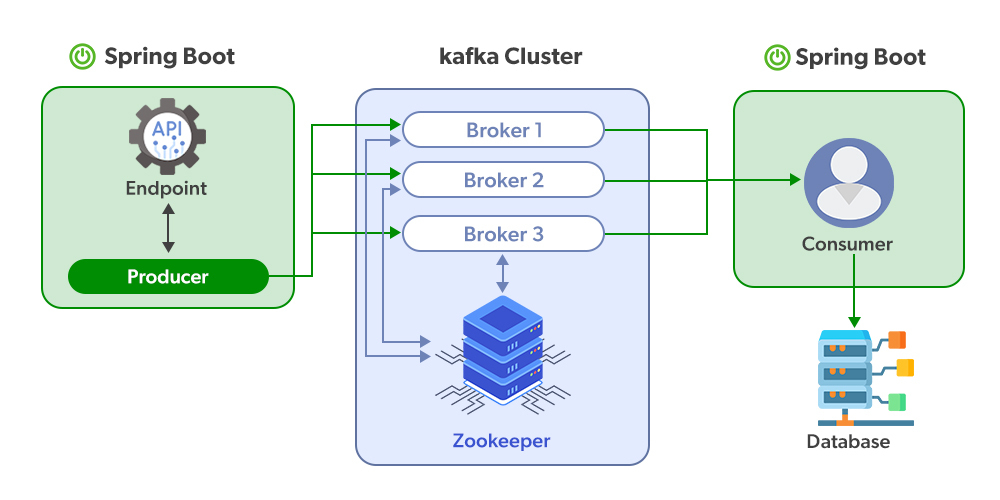 Spring Boot
API
Endpoint
Producer
kafka Cluster
Broker 1
Broker 2
Broker 3
Zookeeper
Spring Boot
Consumer
Database